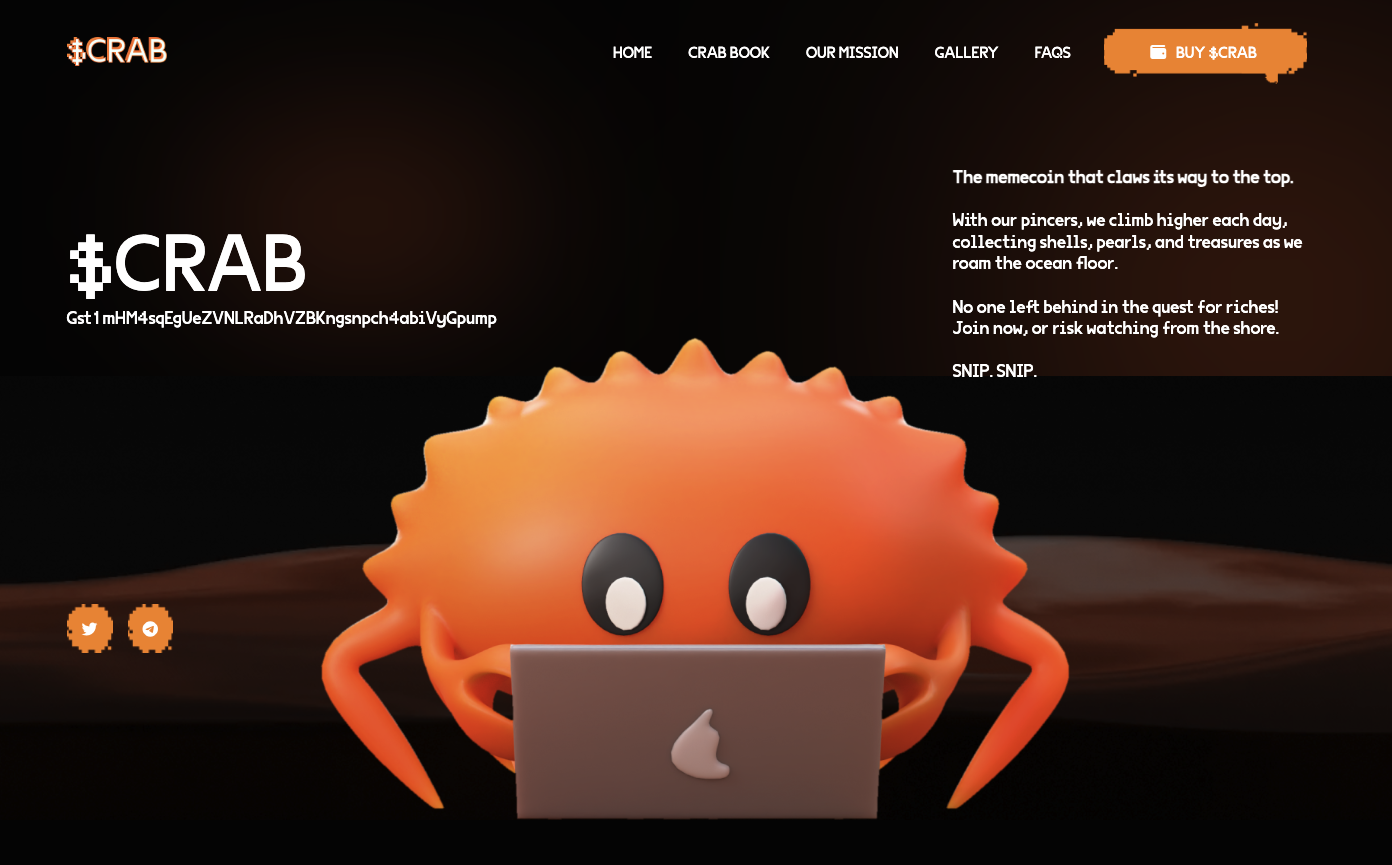 $CRAB
HOME CRAB BOOK OUR MISSION GALLERY FAQS BUY $CRAB
$CRAB
Gst1mHM4sqEgUeZVNLRaDhVZBKngsnpch4abiVyGpump
The memecoin that claws its way to the top.
With our pincers, we climb higher each day,
collecting shells, pearls, and treasures as we
roam the ocean floor.
No one left behind in the quest for riches!
Join now, or risk watching from the shore.
SNIP. SNIP.